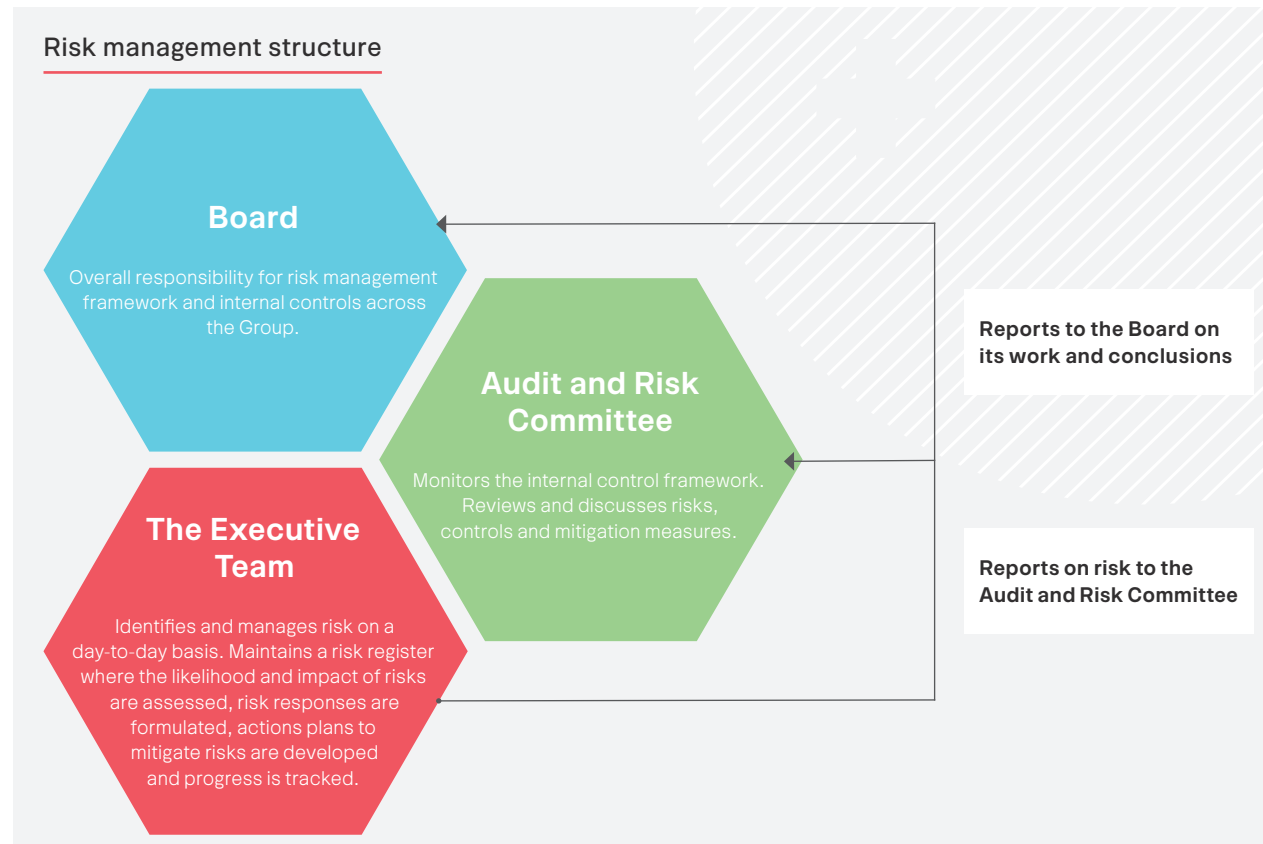 Risk management structure
Board
Overall responsibility for risk management
framework and internal controls across
the Group.
Audit and Risk
Committee
Monitors the internal control framework.
Reviews and discusses risks,
controls and mitigation measures.
The Executive
Team
Identifies and manages risk on a
day-to-day basis. Maintains a risk register
where the likelihood and impact of risks
are assessed, risk responses are
formulated, actions plans to
mitigate risks are developed
and progress is tracked.
Reports to the Board on
its work and conclusions
Reports on risk to the
Audit and Risk Committee